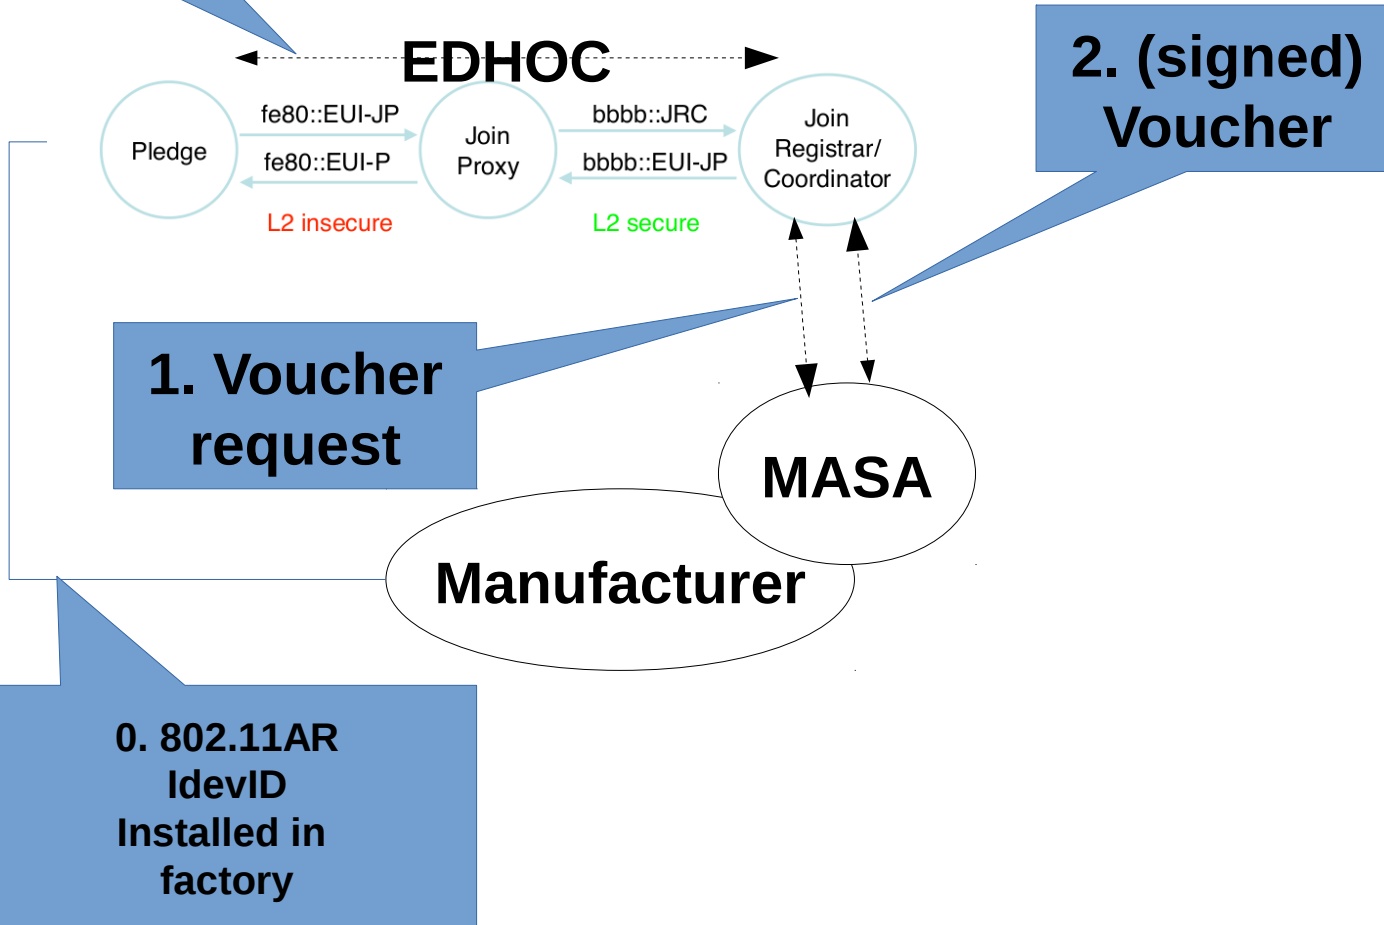 EDHOC
2. (signed)
Voucher
fe80::EUI-JP
bbbb::JRC
Pledge
Join
Proxy
Join
Registrar/
Coordinator
fe80::EUI-P
bbbb::EUI-JP
L2 insecure
L2 secure
1. Voucher
request
MASA
Manufacturer
0. 802.11AR
IdevID
Installed in
factory